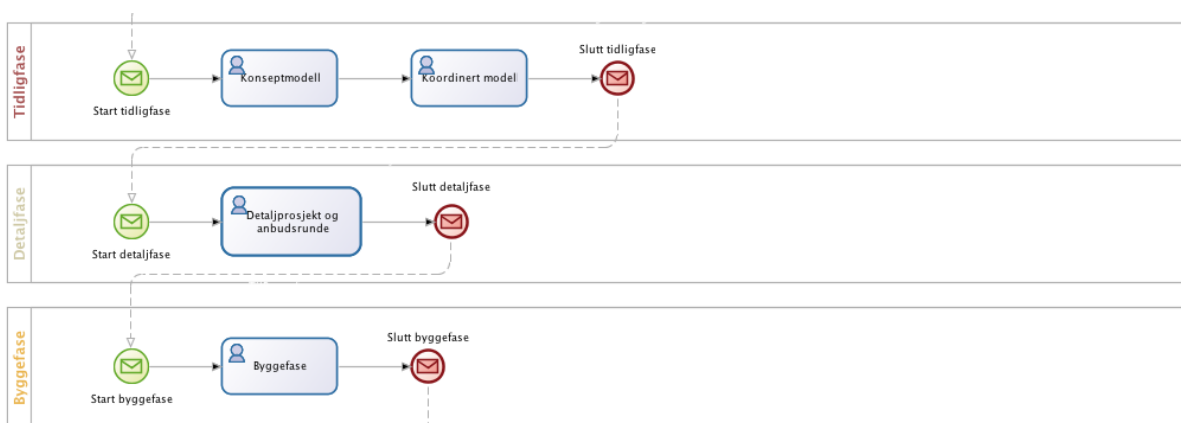 Tidligfase
Slutt tidligfase
Konseptmodell
Koordinert model
Start tidligfase
Detaljfase
Slutt detaljfase
Detaljprosjekt og
anbudsrunde
Start detaljfase
Byggefase
Slutt byggefase
Byggefase
Start byggefase